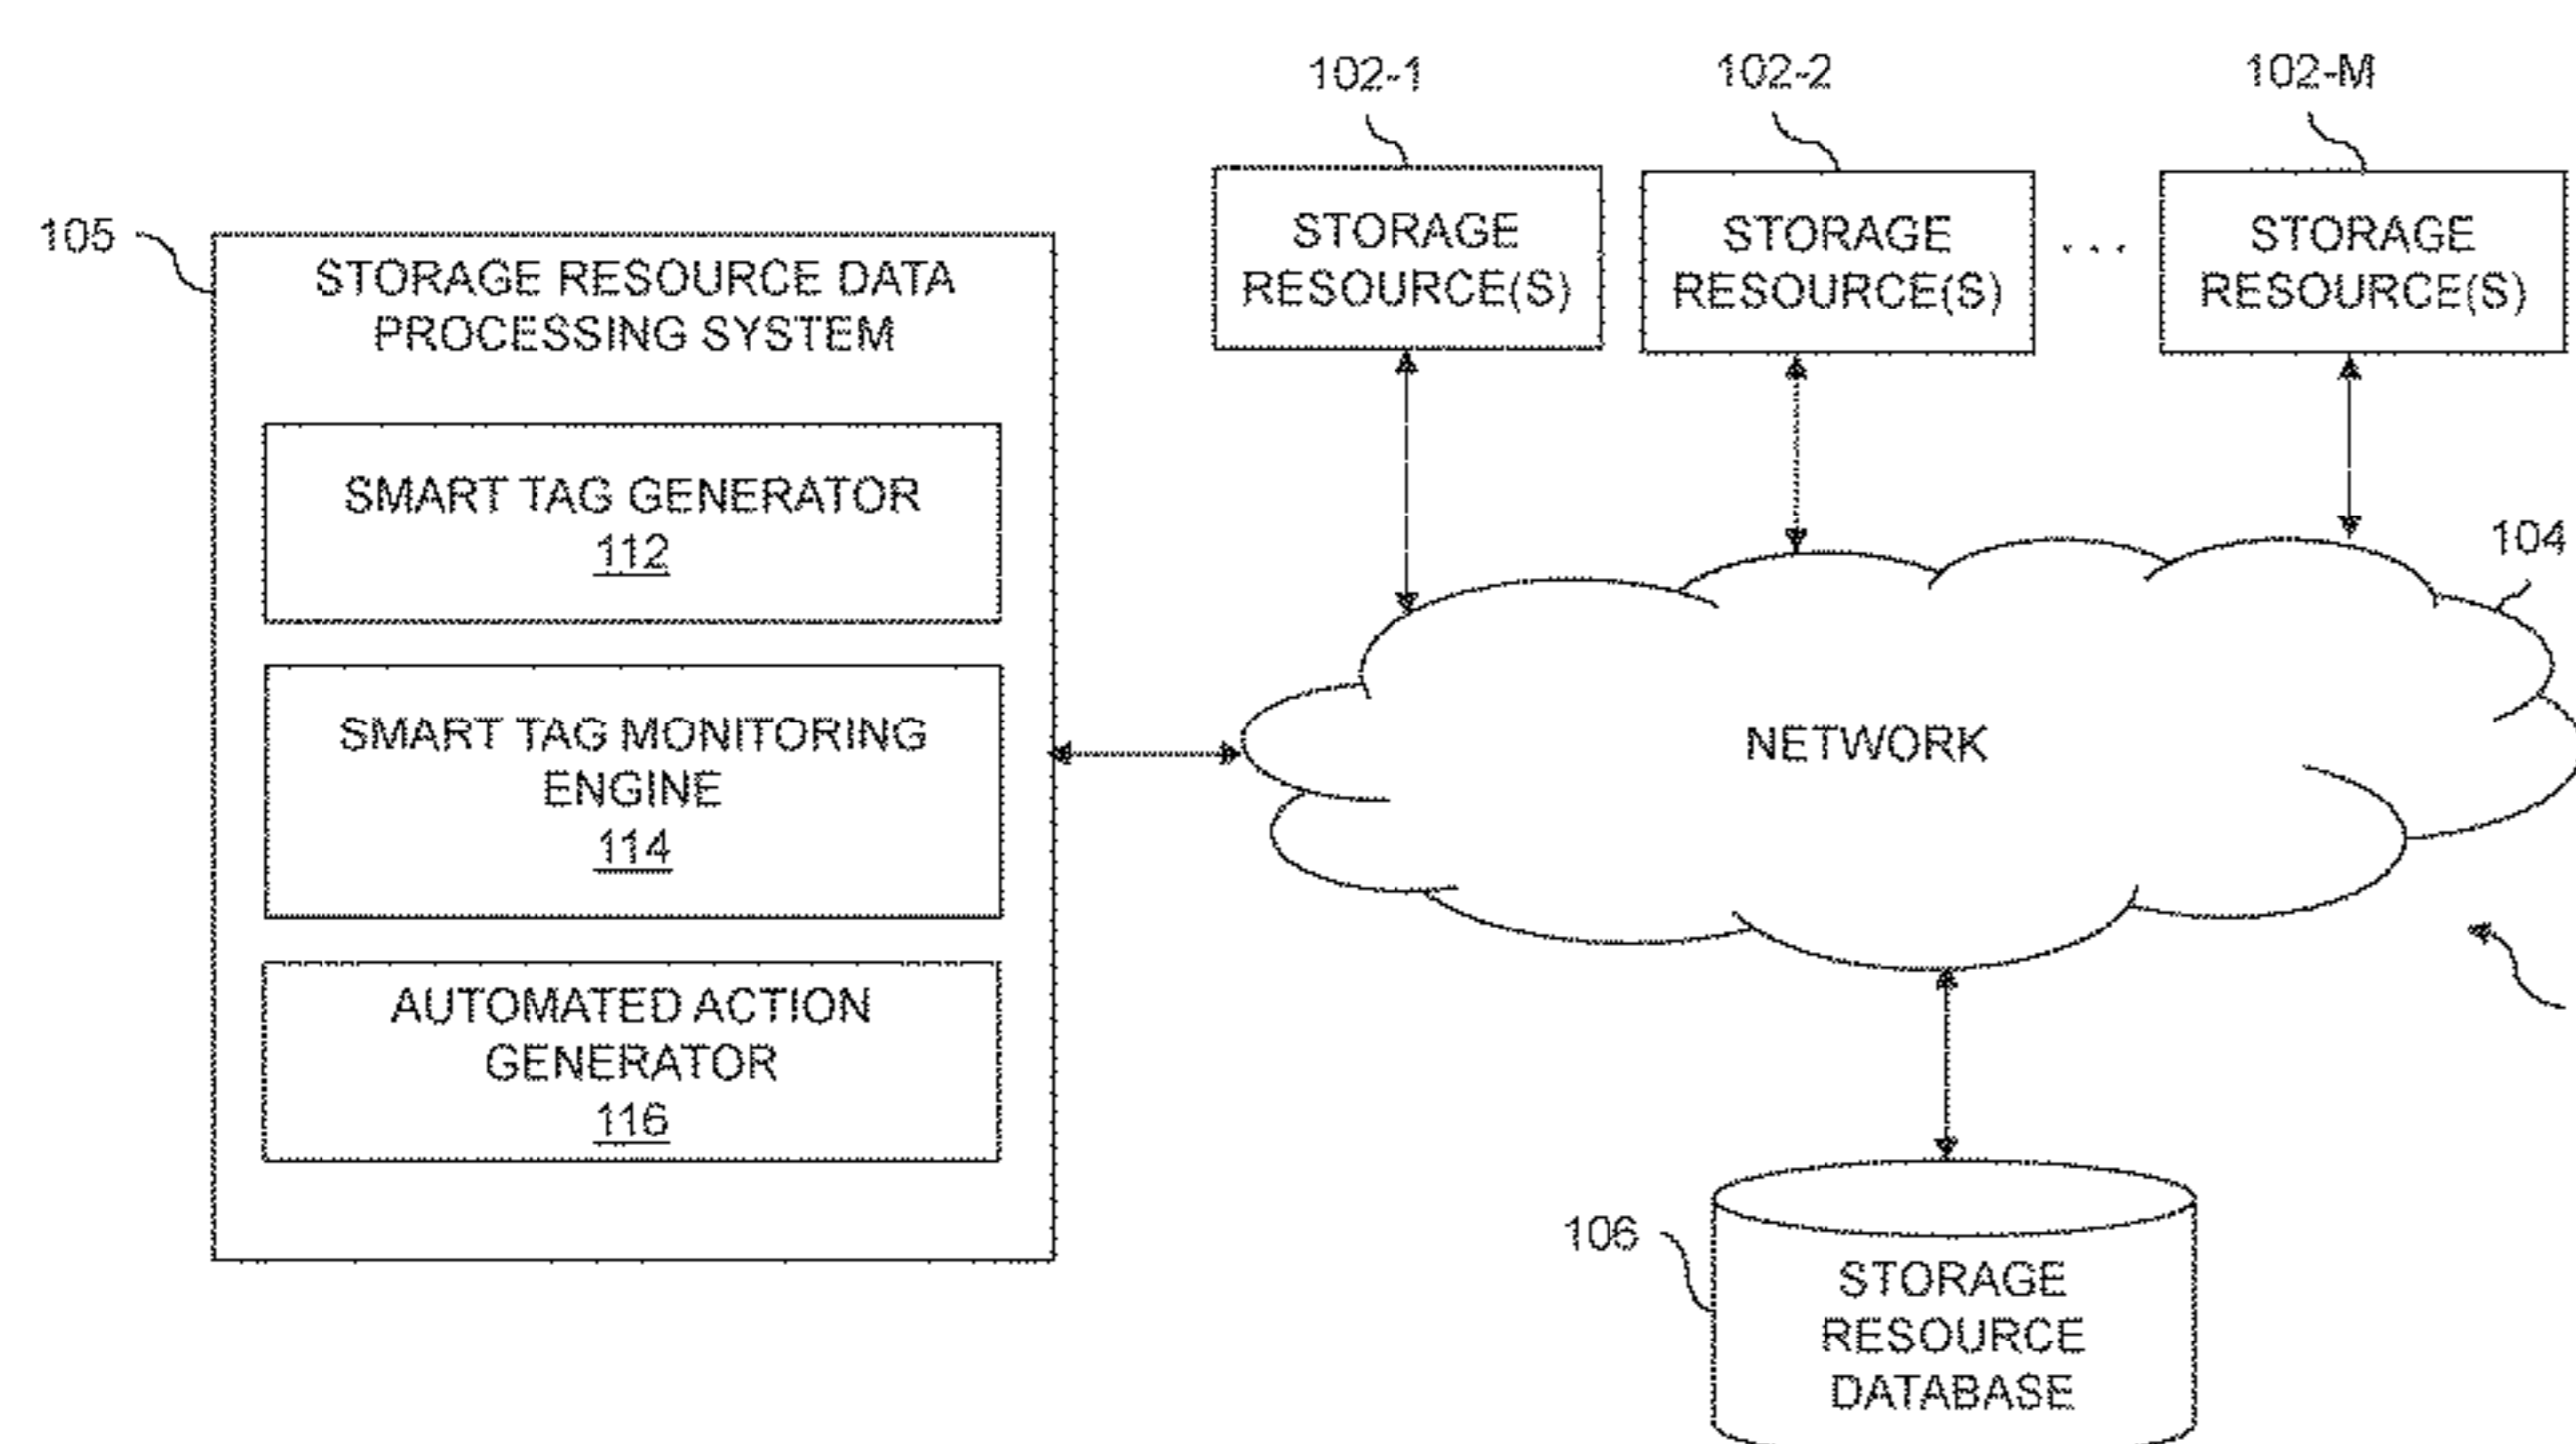 102-1
102-2
102-M
105
STORAGE RESOURCE DATA
PROCESSING SYSTEM
SMART TAG GENERATOR
112
SMART TAG MONITORING
ENGINE
114
AUTOMATED ACTION
GENERATOR
116
STORAGE
RESOURCE(S)
STORAGE
RESOURCE(S)
. . .
STORAGE
RESOURCE(S)
104
NETWORK
106
STORAGE
RESOURCE
DATABASE